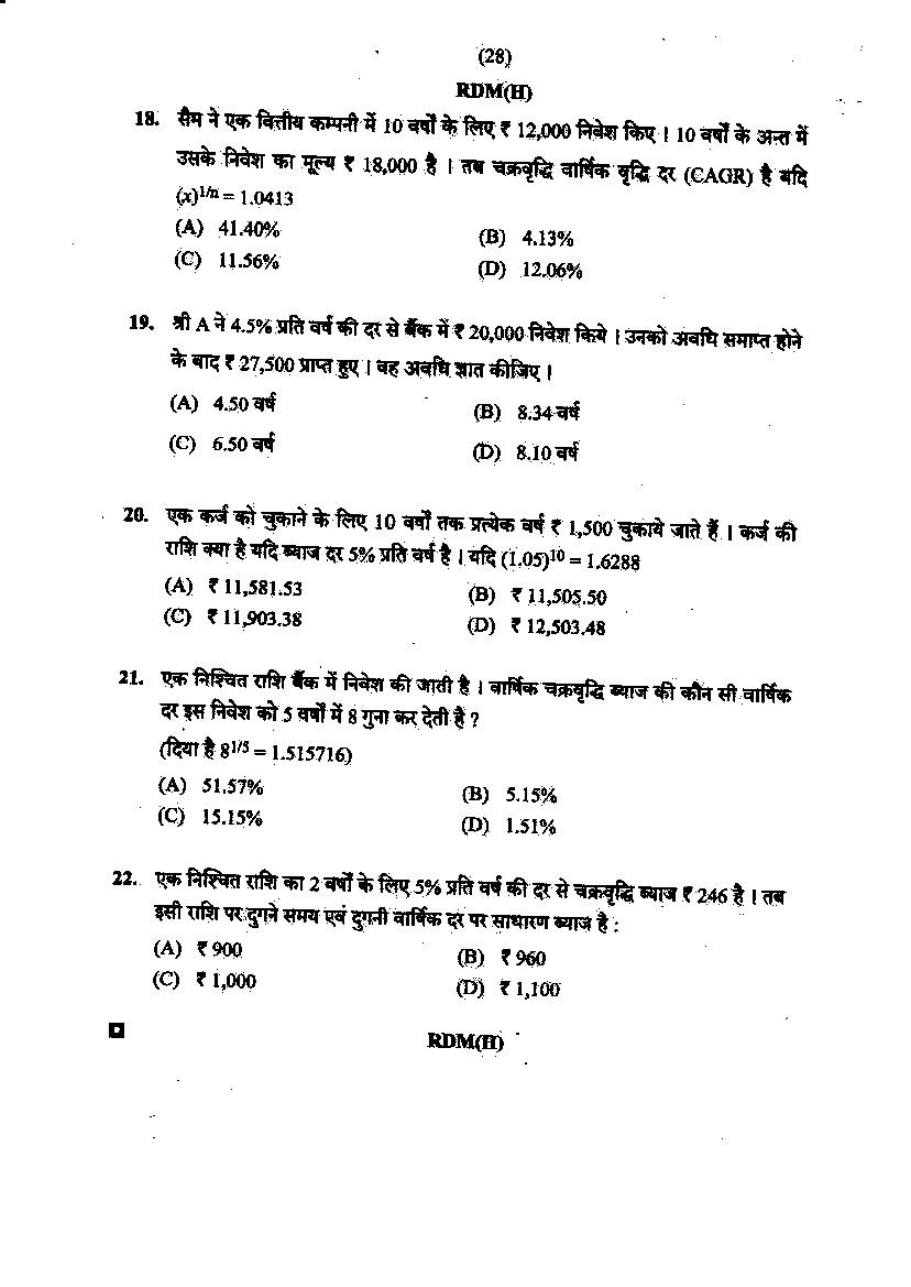 (28)
RDM(H)
18. सैम ने एक वित्तीय कम्पनी में 10 वर्षों के लिए ₹ 12,000 निवेश किए । 10 वर्षों के अन्त में
उसके निवेश का मूल्य ₹ 18,000 है । तब चक्रवृद्धि वार्षिक वृद्धि दर (CAGR) है यदि
(x)^1/n = 1.0413
(A) 41.40%
(B) 4.13%
(C) 11.56%
(D) 12.06%
19. श्री A ने 4.5% प्रति वर्ष की दर से बैंक में ₹ 20,000 निवेश किये । उनको अवधि समाप्त होने
के बाद ₹ 27,500 प्राप्त हुए । वह अवधि ज्ञात कीजिए ।
(A) 4.50 वर्ष
(B) 8.34 वर्ष
(C) 6.50 वर्ष
(D) 8.10 वर्ष
20. एक कर्ज को चुकाने के लिए 10 वर्षों तक प्रत्येक वर्ष ₹ 1,500 चुकाये जाते हैं । कर्ज की
राशि क्या है यदि ब्याज दर 5% प्रति वर्ष है । यदि (1.05)^10 = 1.6288
(A) ₹ 11,581.53
(B) ₹ 11,505.50
(C) ₹ 11,903.38
(D) ₹ 12,503.48
21. एक निश्चित राशि बैंक में निवेश की जाती है । वार्षिक चक्रवृद्धि ब्याज की कौन सी वार्षिक
दर इस निवेश को 5 वर्षों में 8 गुना कर देती है ?
(दिया है 8^1/5 = 1.515716)
(A) 51.57%
(B) 5.15%
(C) 15.15%
(D) 1.51%
22. एक निश्चित राशि का 2 वर्षों के लिए 5% प्रति वर्ष की दर से चक्रवृद्धि ब्याज ₹ 246 है । तब
इसी राशि पर दुगने समय एवं दुगनी वार्षिक दर पर साधारण ब्याज है :
(A) ₹ 900
(B) ₹ 960
(C) ₹ 1,000
(D) ₹ 1,100
RDM(H)